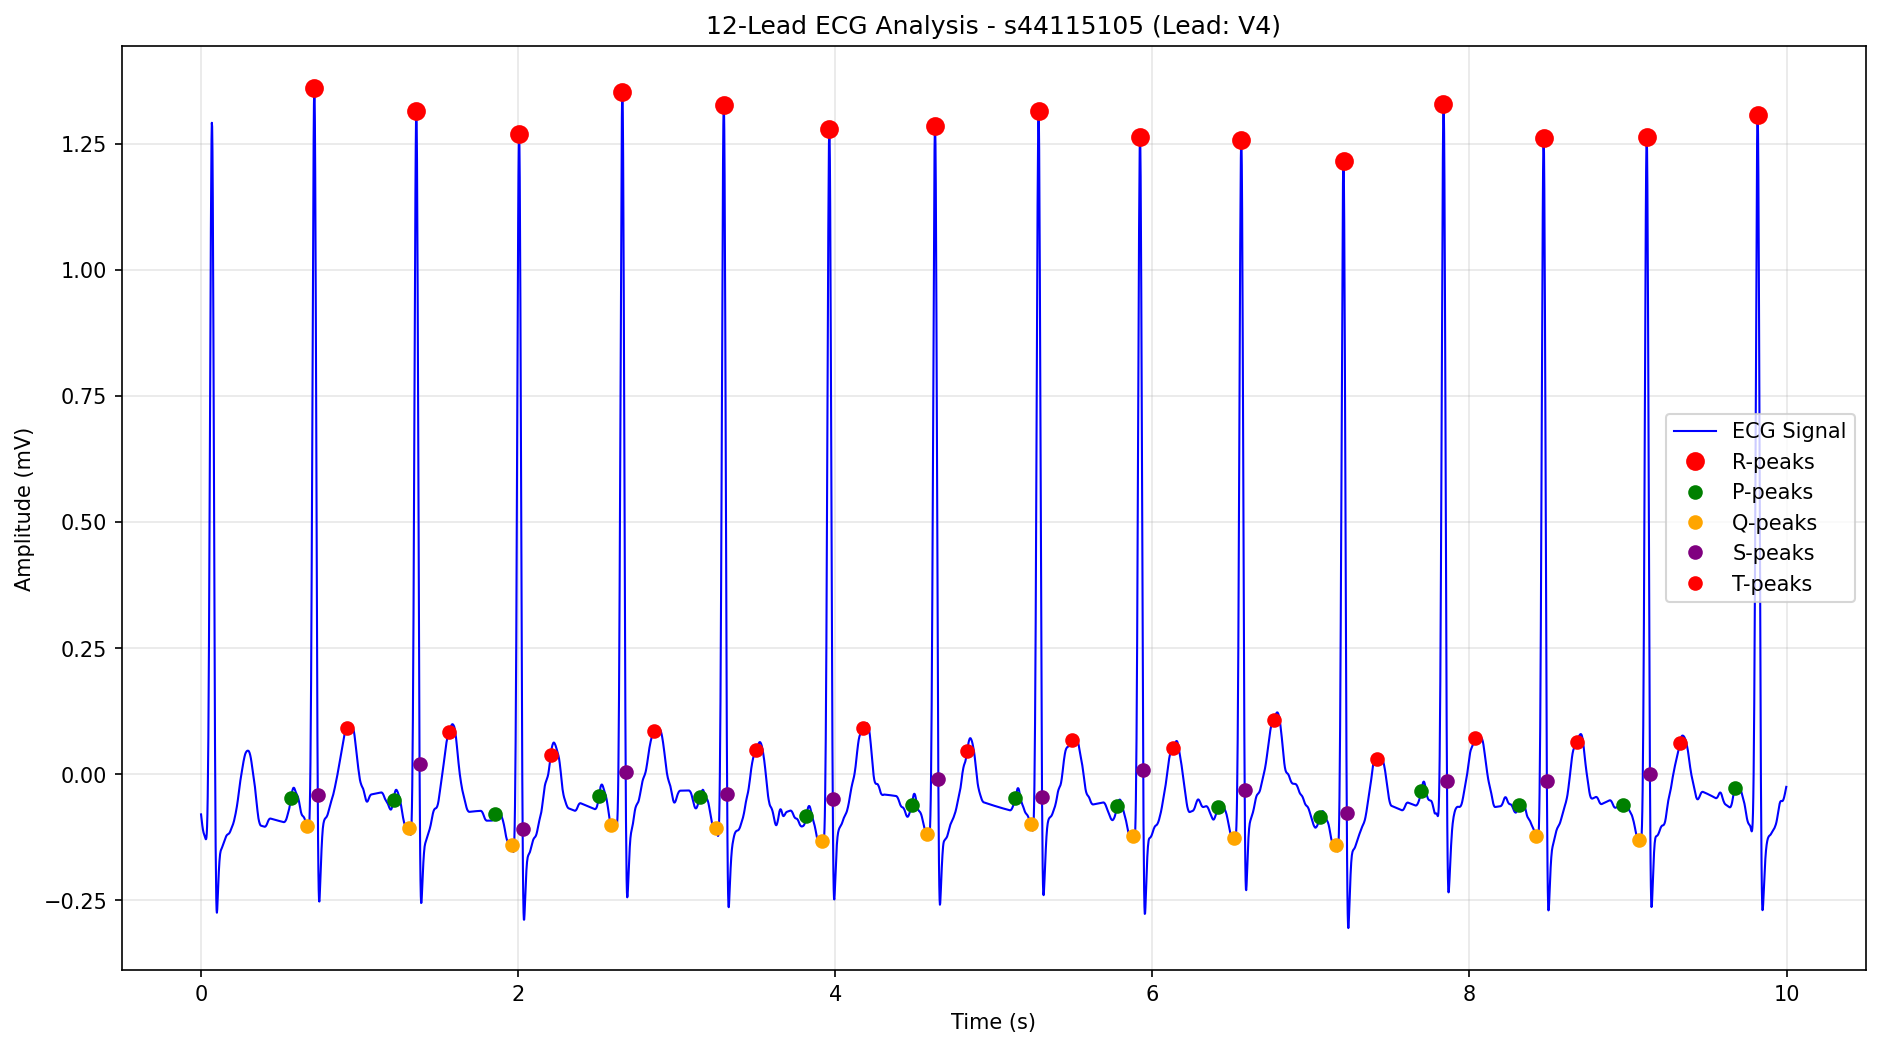 12-Lead ECG Analysis - s44115105 (Lead: V4)
1.25
1.00
0.75
0.50
0.25
0.00
−0.25
Amplitude (mV)
ECG Signal
R-peaks
P-peaks
Q-peaks
S-peaks
T-peaks
0 2 4 6 8 10
Time (s)